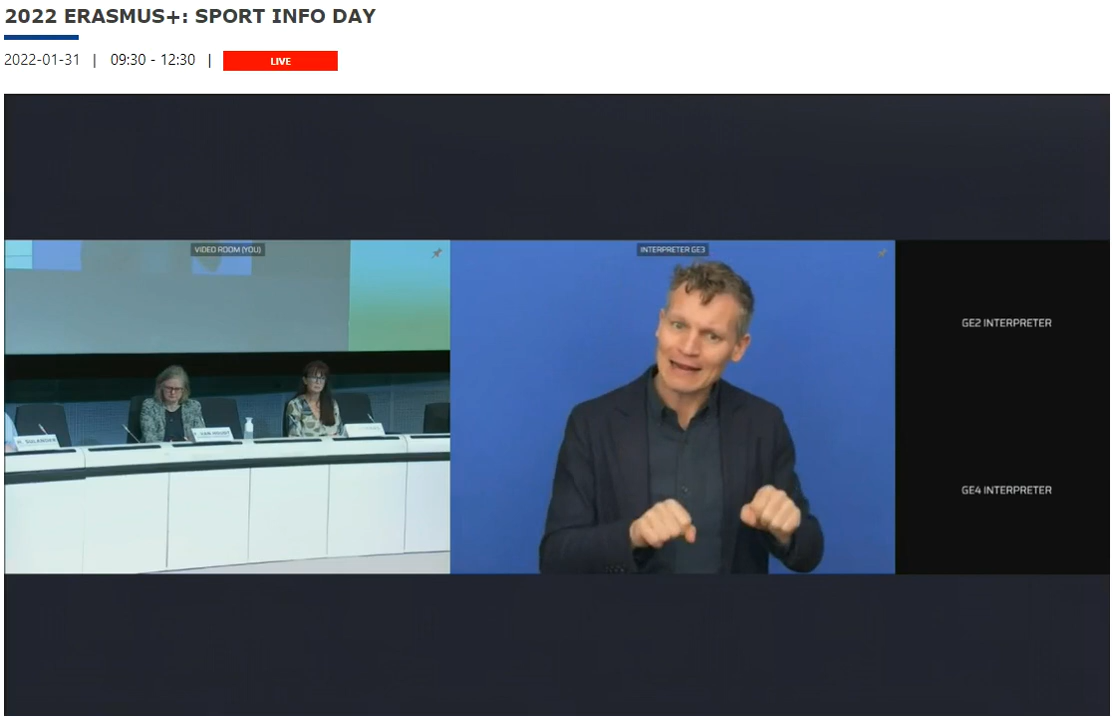 2022 ERASMUS+: SPORT INFO DAY
2022-01-31 | 09:30 - 12:30 | LIVE
VIDEO ROOM (YOU)
INTERPRETER GE3
GE2 INTERPRETER
GE4 INTERPRETER